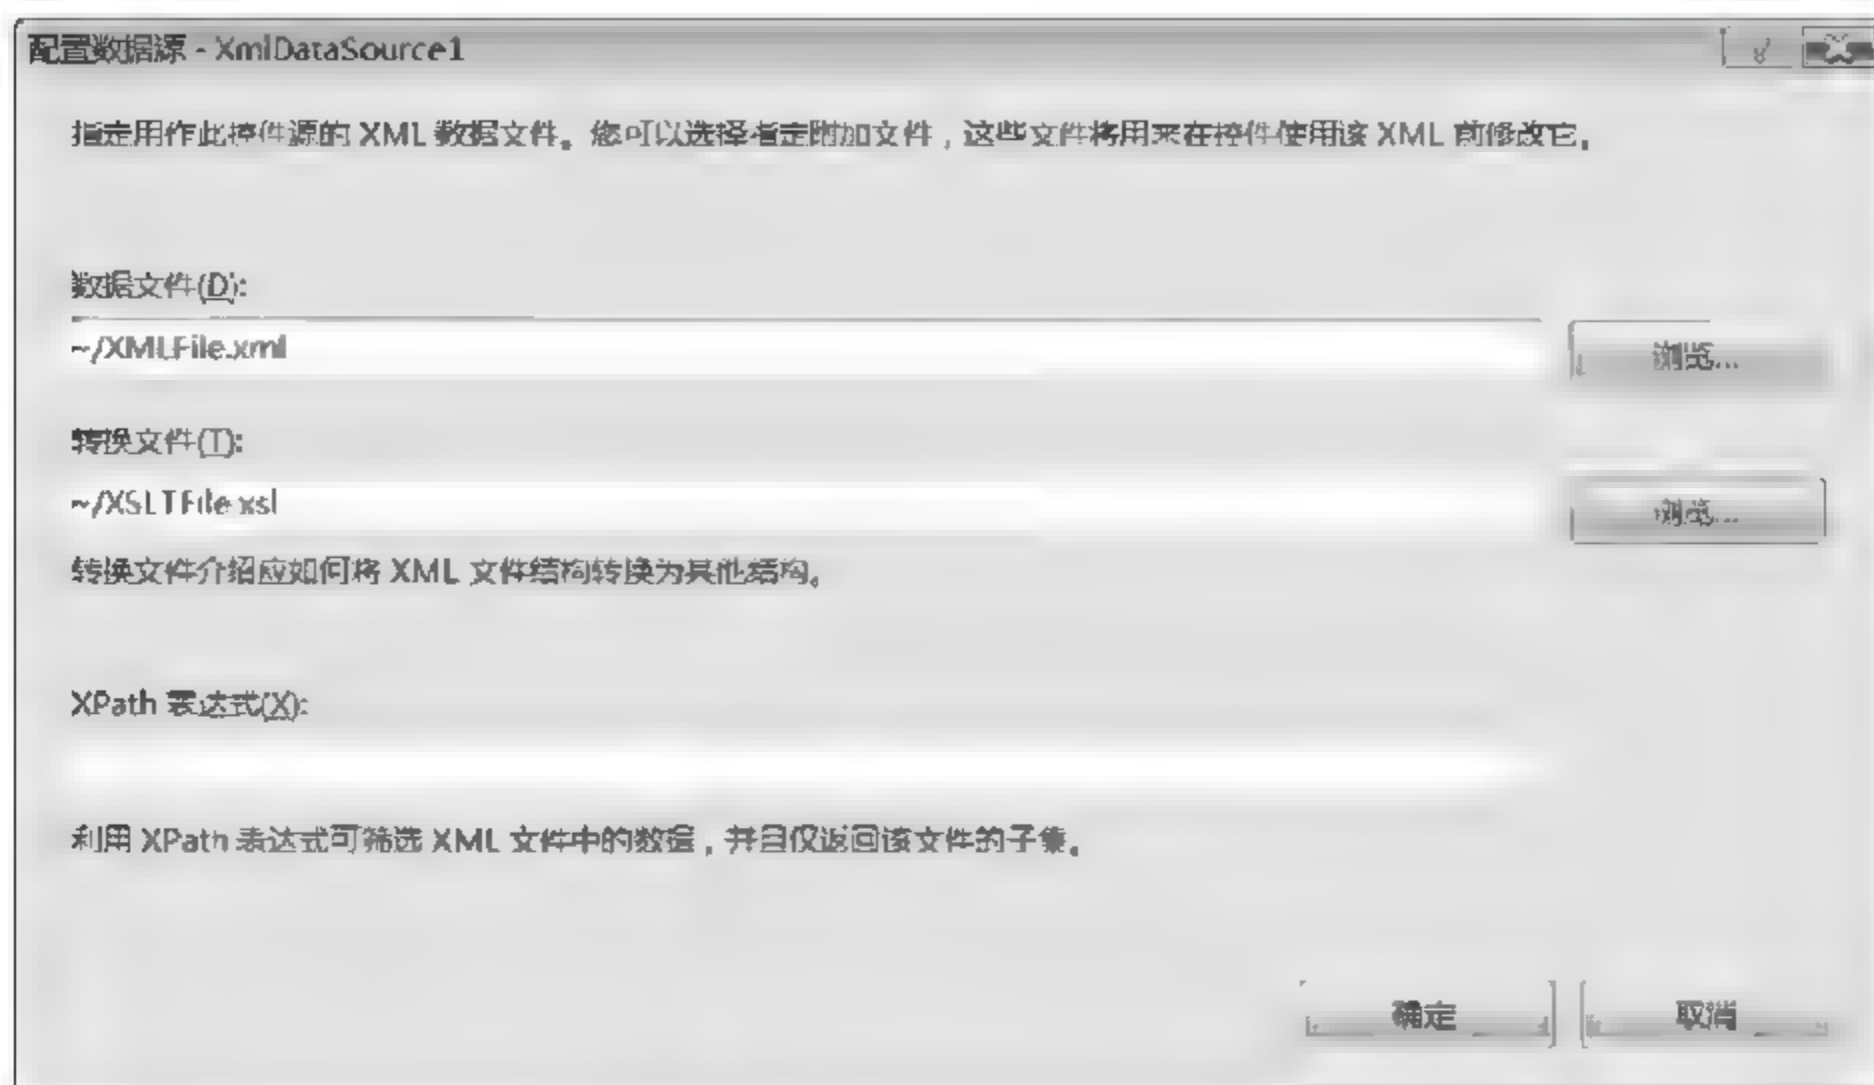 配置数据源 - XmlDataSource1
指定用作此控件源的 XML 数据文件。您可以选择指定附加文件，这些文件将用来在控件使用该 XML 前修改它。
数据文件(D):
~/XMLFile.xml
浏览...
转换文件(T):
~/XSLTFile.xsl
浏览...
转换文件介绍应如何将 XML 文件结构转换为其他结构。
XPath 表达式(X):
利用 XPath 表达式可筛选 XML 文件中的数据，并且仅返回该文件的子集。
确定
取消